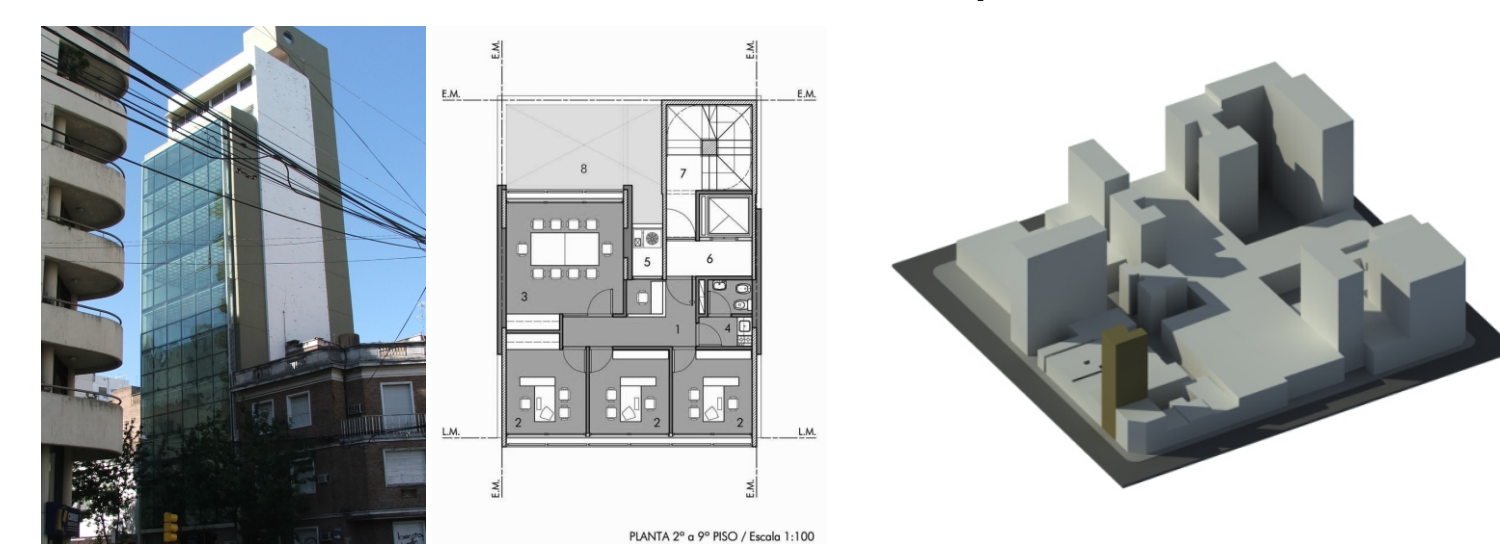 E.M.
E.M.
E.M. E.M.
8
7
5
6
3
1
4
2 2 2
L.M. L.M.
E.M.
E.M.
PLANTA 2º a 9º PISO / Escala 1:100